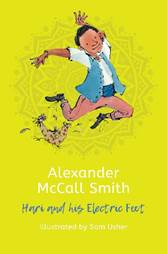 Alexander
McCall Smith
Hari and his Electric Feet
Illustrated by Sam Usher